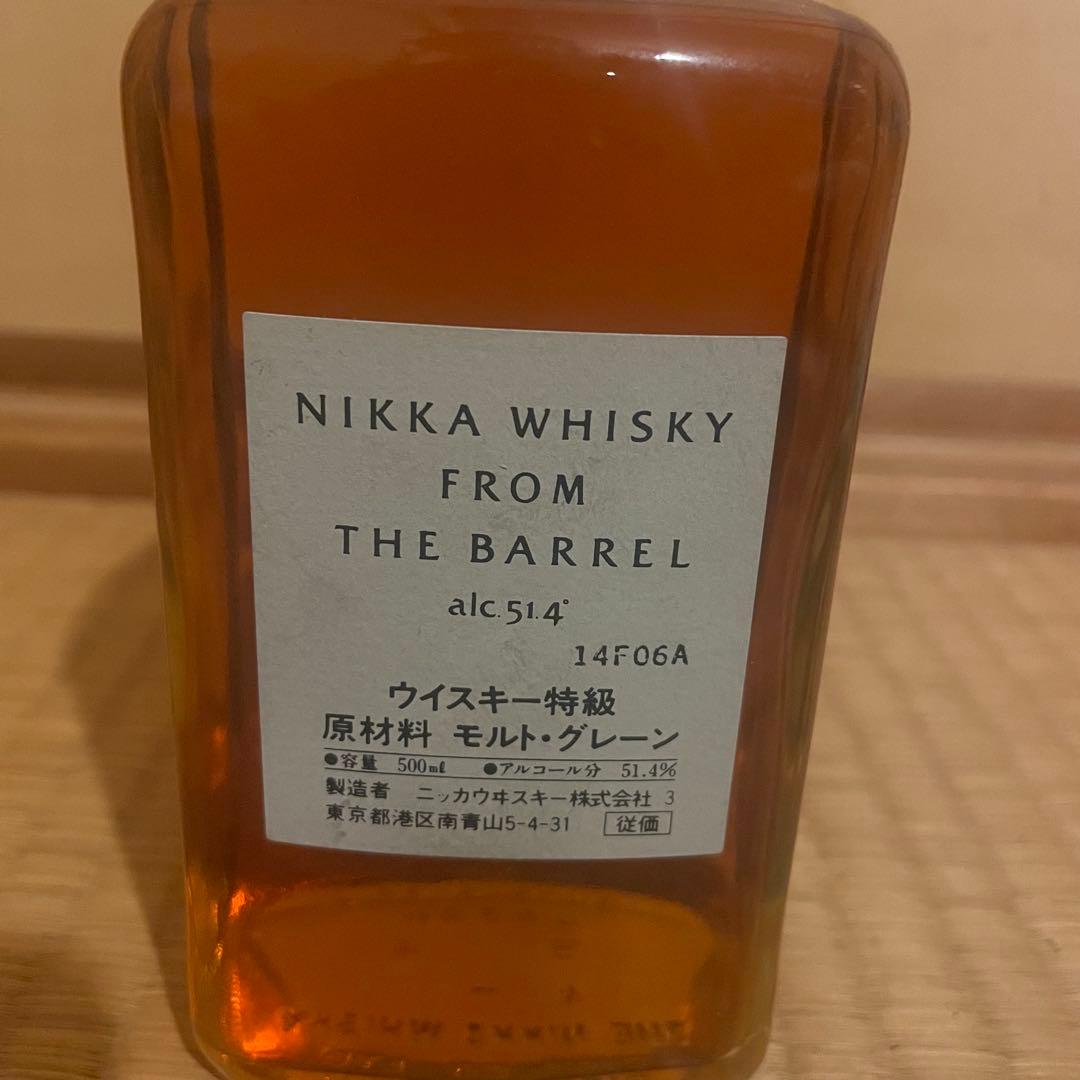 NIKKA WHISKY
FROM
THE BARREL
alc.51.4°
14F06A
ウイスキー特級
原材料 モルト・グレーン
●容量 500ml ●アルコール分 51.4%
製造者 ニッカウヰスキー株式会社 3
東京都港区南青山5-4-31 従価